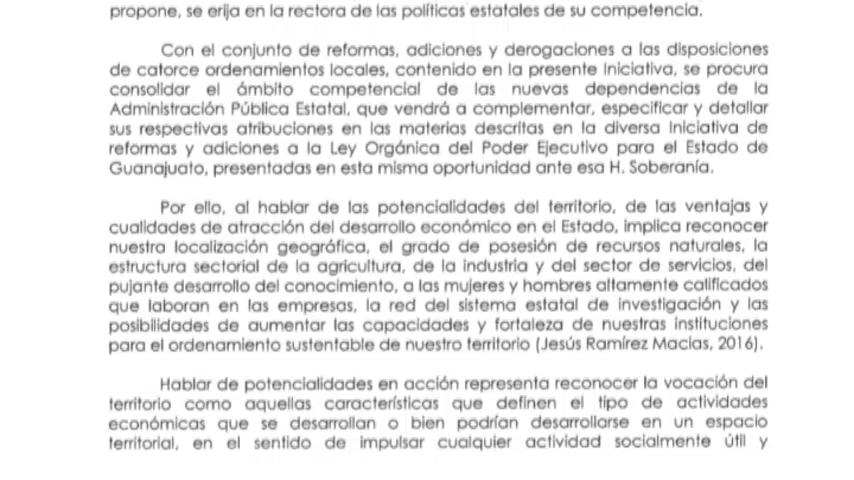 propone, se erija en la rectora de las políticas estatales de su competencia.
Con el conjunto de reformas, adiciones y derogaciones a las disposiciones
de catorce ordenamientos locales, contenido en la presente Iniciativa, se procura
consolidar el ámbito competencial de las nuevas dependencias de la
Administración Pública Estatal, que vendrá a complementar, especificar y detallar
sus respectivas atribuciones en las materias descritas en la diversa Iniciativa de
reformas y adiciones a la Ley Orgánica del Poder Ejecutivo para el Estado de
Guanajuato, presentadas en esta misma oportunidad ante esa H. Soberanía.
Por ello, al hablar de las potencialidades del territorio, de las ventajas y
cualidades de atracción del desarrollo económico en el Estado, implica reconocer
nuestra localización geográfica, el grado de posesión de recursos naturales, la
estructura sectorial de la agricultura, de la industria y del sector de servicios, del
pujante desarrollo del conocimiento, a las mujeres y hombres altamente calificados
que laboran en las empresas, la red del sistema estatal de investigación y las
posibilidades de aumentar las capacidades y fortaleza de nuestras instituciones
para el ordenamiento sustentable de nuestro territorio (Jesús Ramírez Macias, 2016).
Hablar de potencialidades en acción representa reconocer la vocación del
territorio como aquellas características que definen el tipo de actividades
económicas que se desarrollan o bien podrían desarrollarse en un espacio
territorial, en el sentido de impulsar cualquier actividad socialmente útil y